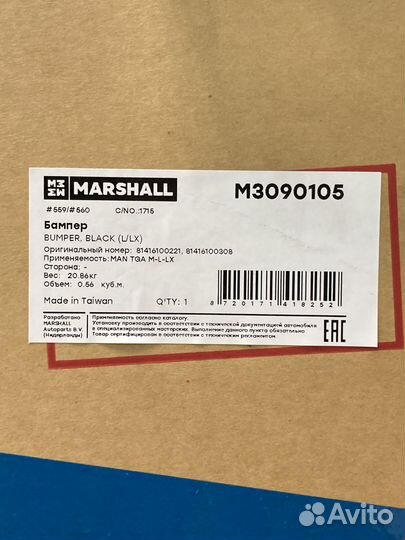 MARSHALL
M3090105
#559/#560 C/NO.:1715
Бампер
BUMPER, BLACK (L/LX)
Оригинальный номер: 81416100221, 81416100308
Применяемость: MAN TGA M-L-LX
Сторона: -
Вес: 20.86кг
Объем: 0.56 куб.м.
Made in Taiwan Q'TY: 1
8 720171 418252
Разработано
MARSHALL
Autoparts B.V.
(Нидерланды)
Применяемость согласно каталогу.
Установку производить в соответствии с технической документацией автомобиля
в специализированных мастерских. Выполнение данного пункта обязательно
Товар сертифицирован в соответствии с техническим регламентом
EAC
Avito